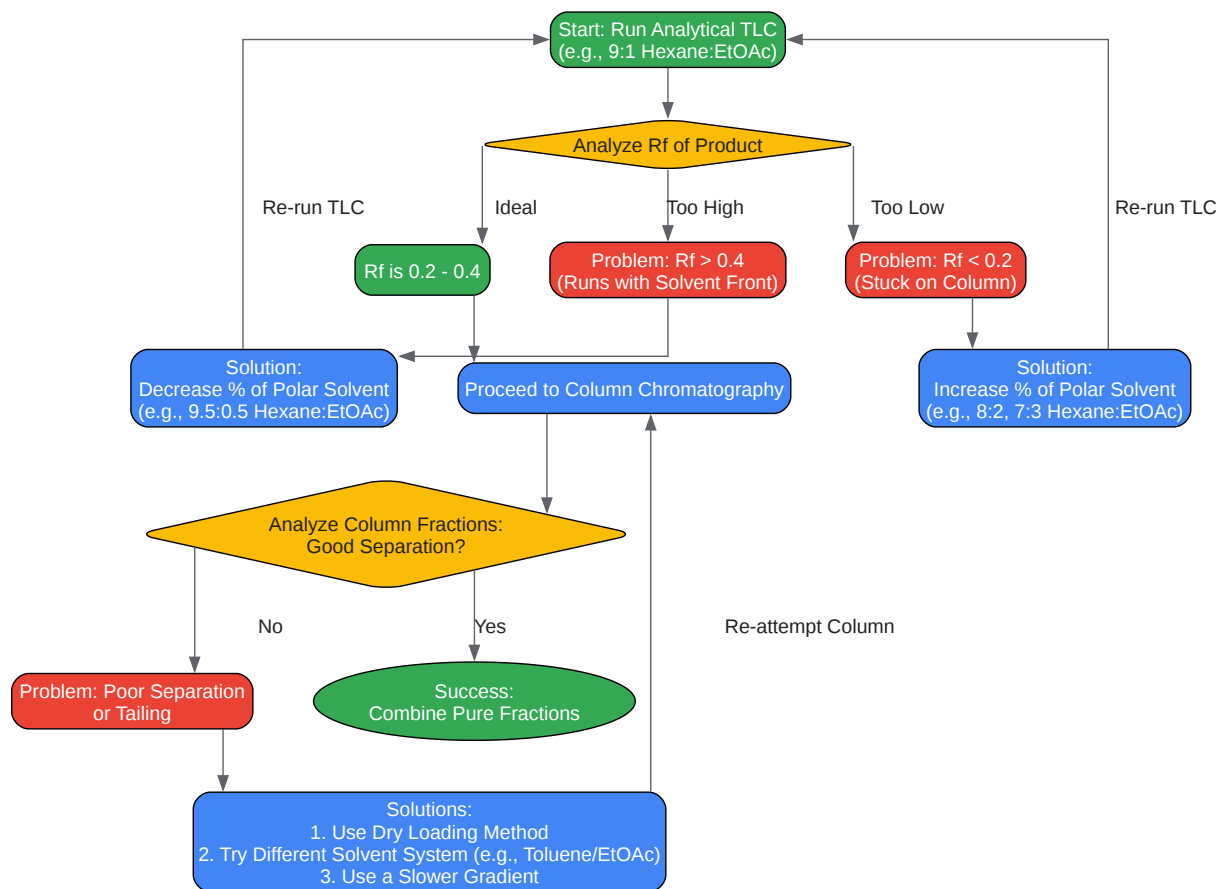 Start: Run Analytical TLC
(e.g., 9:1 Hexane:EtOAc)
Analyze Rf of Product
Re-run TLC
Ideal
Too High
Too Low
Re-run TLC
Rf is 0.2 - 0.4
Problem: Rf > 0.4
(Runs with Solvent Front)
Problem: Rf < 0.2
(Stuck on Column)
Solution:
Decrease % of Polar Solvent
(e.g., 9.5:0.5 Hexane:EtOAc)
Proceed to Column Chromatography
Solution:
Increase % of Polar Solvent
(e.g., 8:2, 7:3 Hexane:EtOAc)
Analyze Column Fractions:
Good Separation?
No
Yes
Re-attempt Column
Problem: Poor Separation
or Tailing
Success:
Combine Pure Fractions
Solutions:
1. Use Dry Loading Method
2. Try Different Solvent System (e.g., Toluene/EtOAc)
3. Use a Slower Gradient